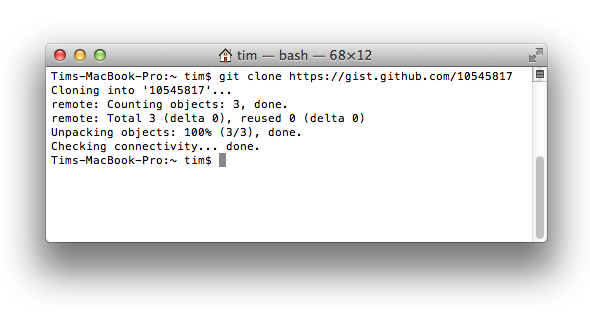 tim — bash — 68×12
Tims-MacBook-Pro:~ tim$ git clone https://gist.github.com/10545817
Cloning into '10545817'...
remote: Counting objects: 3, done.
remote: Total 3 (delta 0), reused 0 (delta 0)
Unpacking objects: 100% (3/3), done.
Checking connectivity... done.
Tims-MacBook-Pro:~ tim$